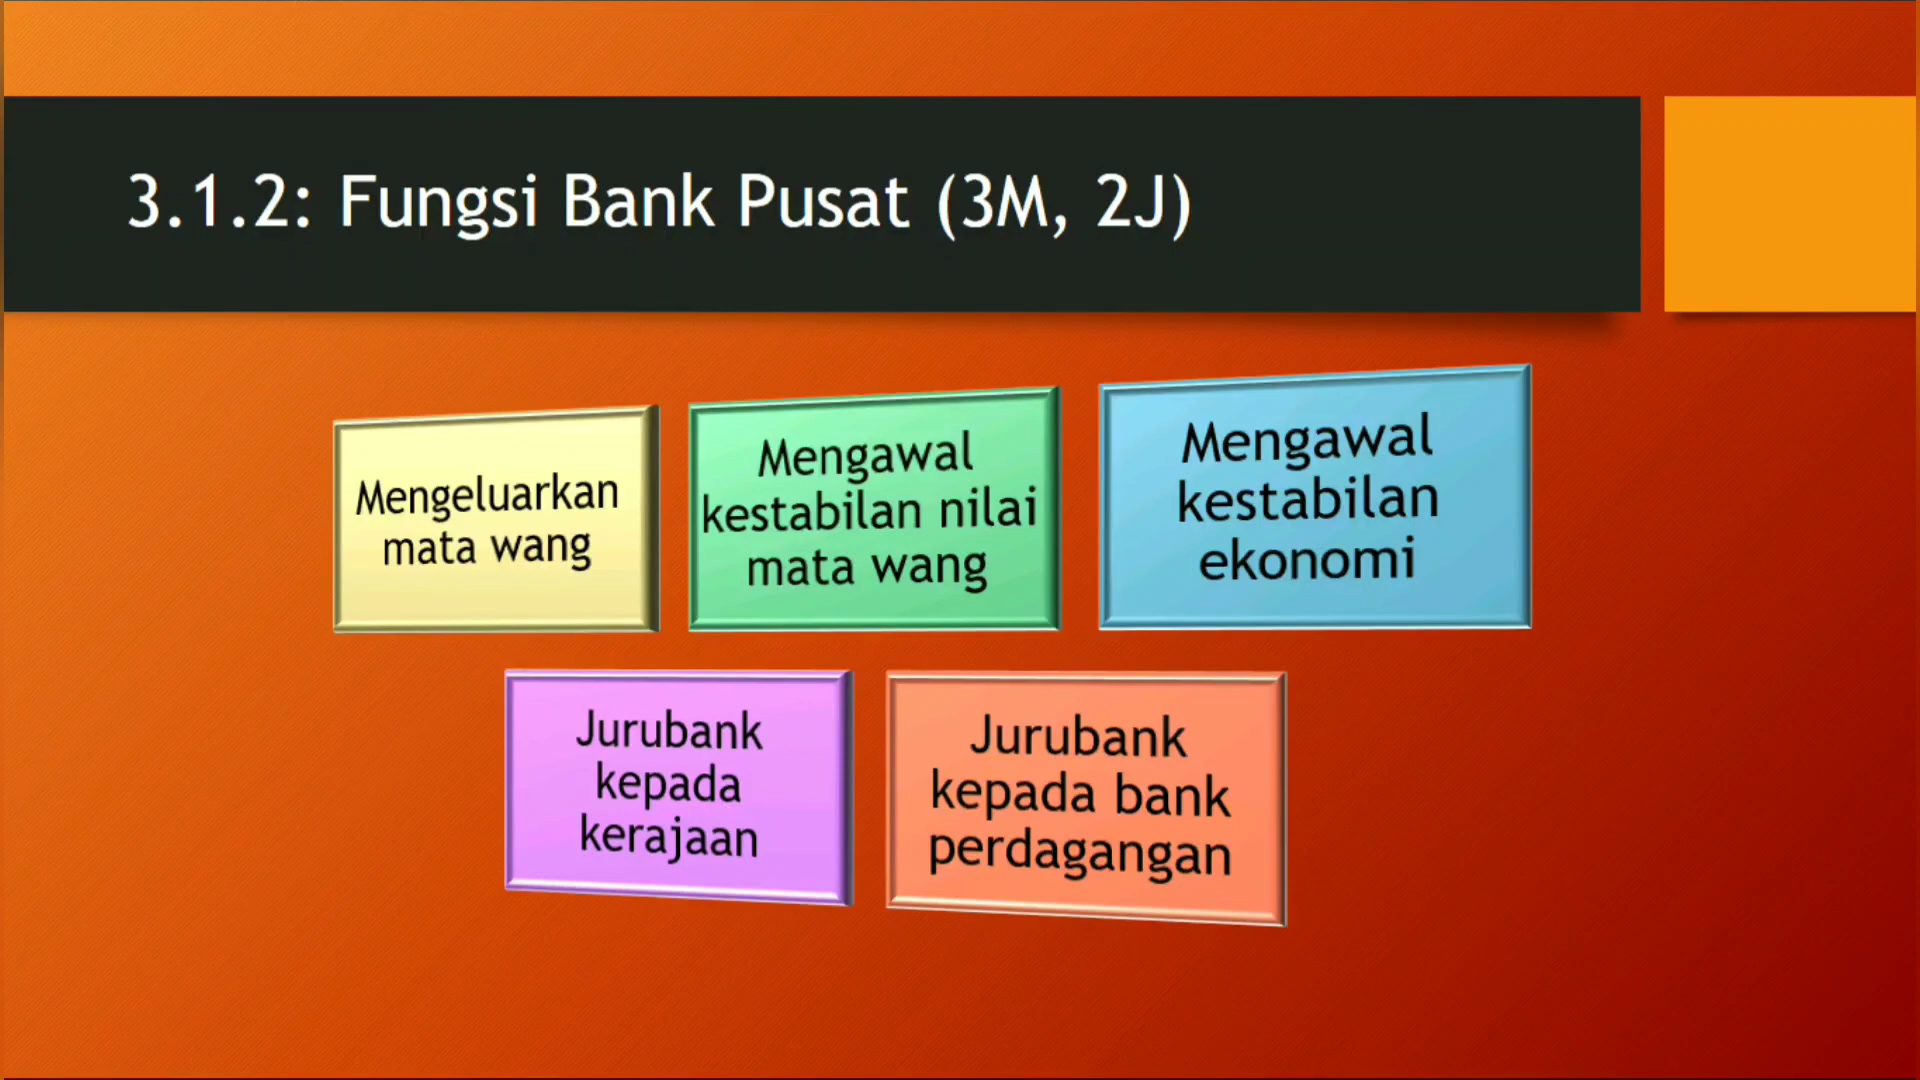 3.1.2: Fungsi Bank Pusat (3M, 2J)
Mengeluarkan
mata wang
Mengawal
kestabilan nilai
mata wang
Mengawal
kestabilan
ekonomi
Jurubank
kepada
kerajaan
Jurubank
kepada bank
perdagangan